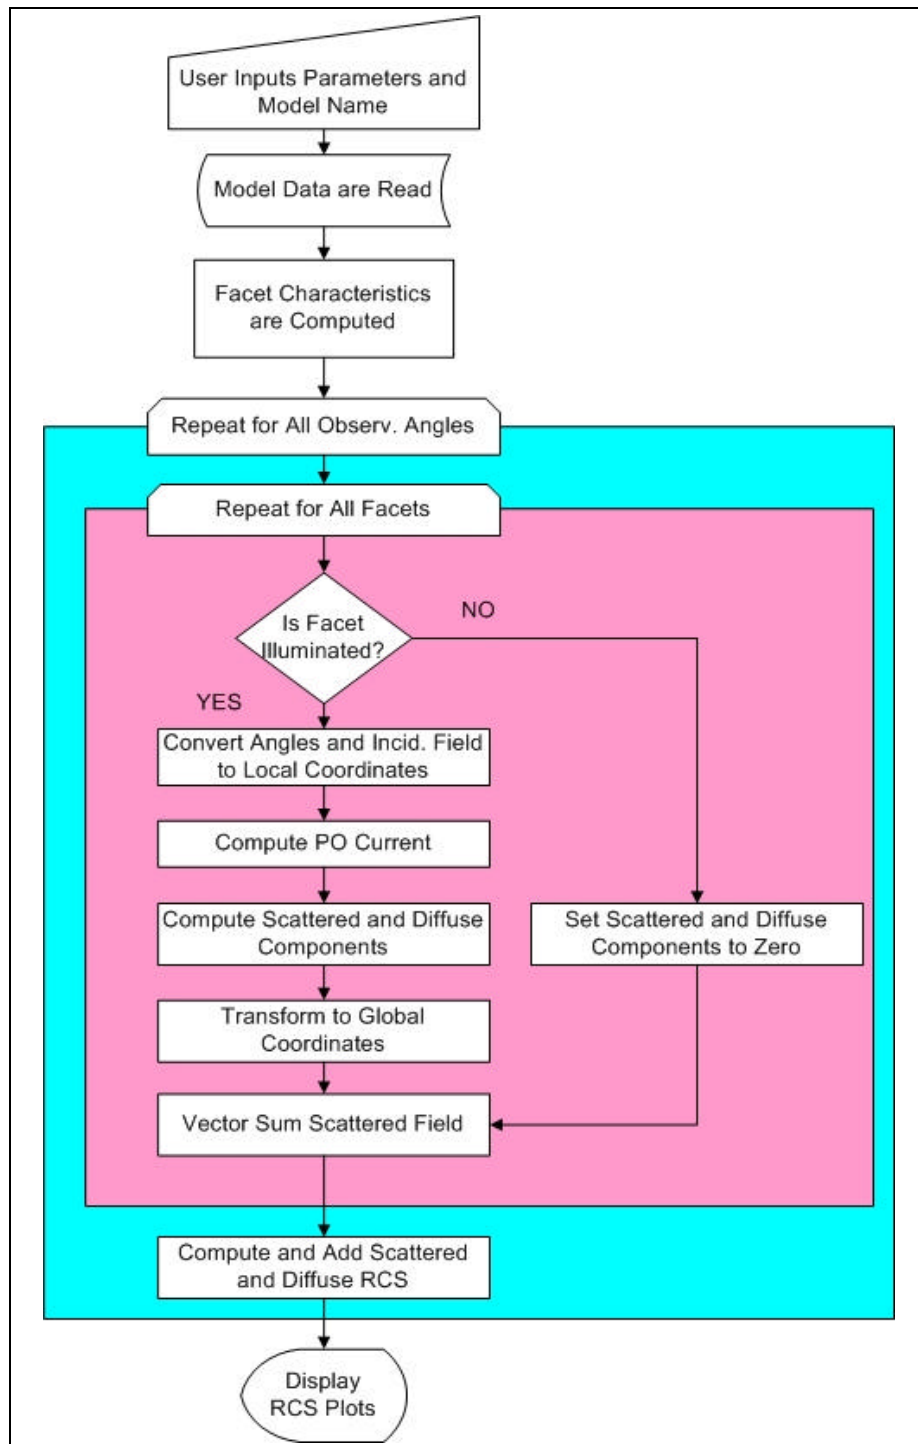 User Inputs Parameters and
Model Name
Model Data are Read
Facet Characteristics
are Computed
Repeat for All Observ. Angles
Repeat for All Facets
Is Facet
Illuminated?
NO
YES
Convert Angles and Incid. Field
to Local Coordinates
Compute PO Current
Compute Scattered and Diffuse
Components
Set Scattered and Diffuse
Components to Zero
Transform to Global
Coordinates
Vector Sum Scattered Field
Compute and Add Scattered
and Diffuse RCS
Display
RCS Plots